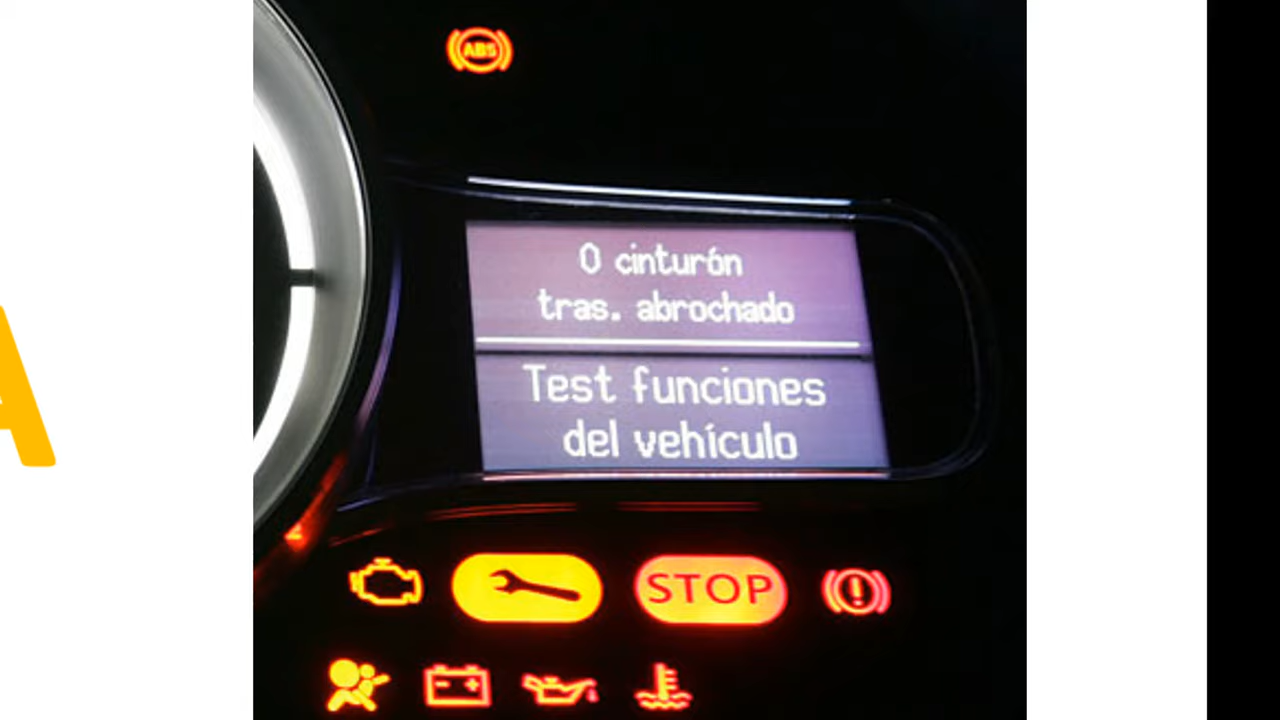 ABS
0 cinturón
tras. abrochado
Test funciones
del vehículo
STOP
A